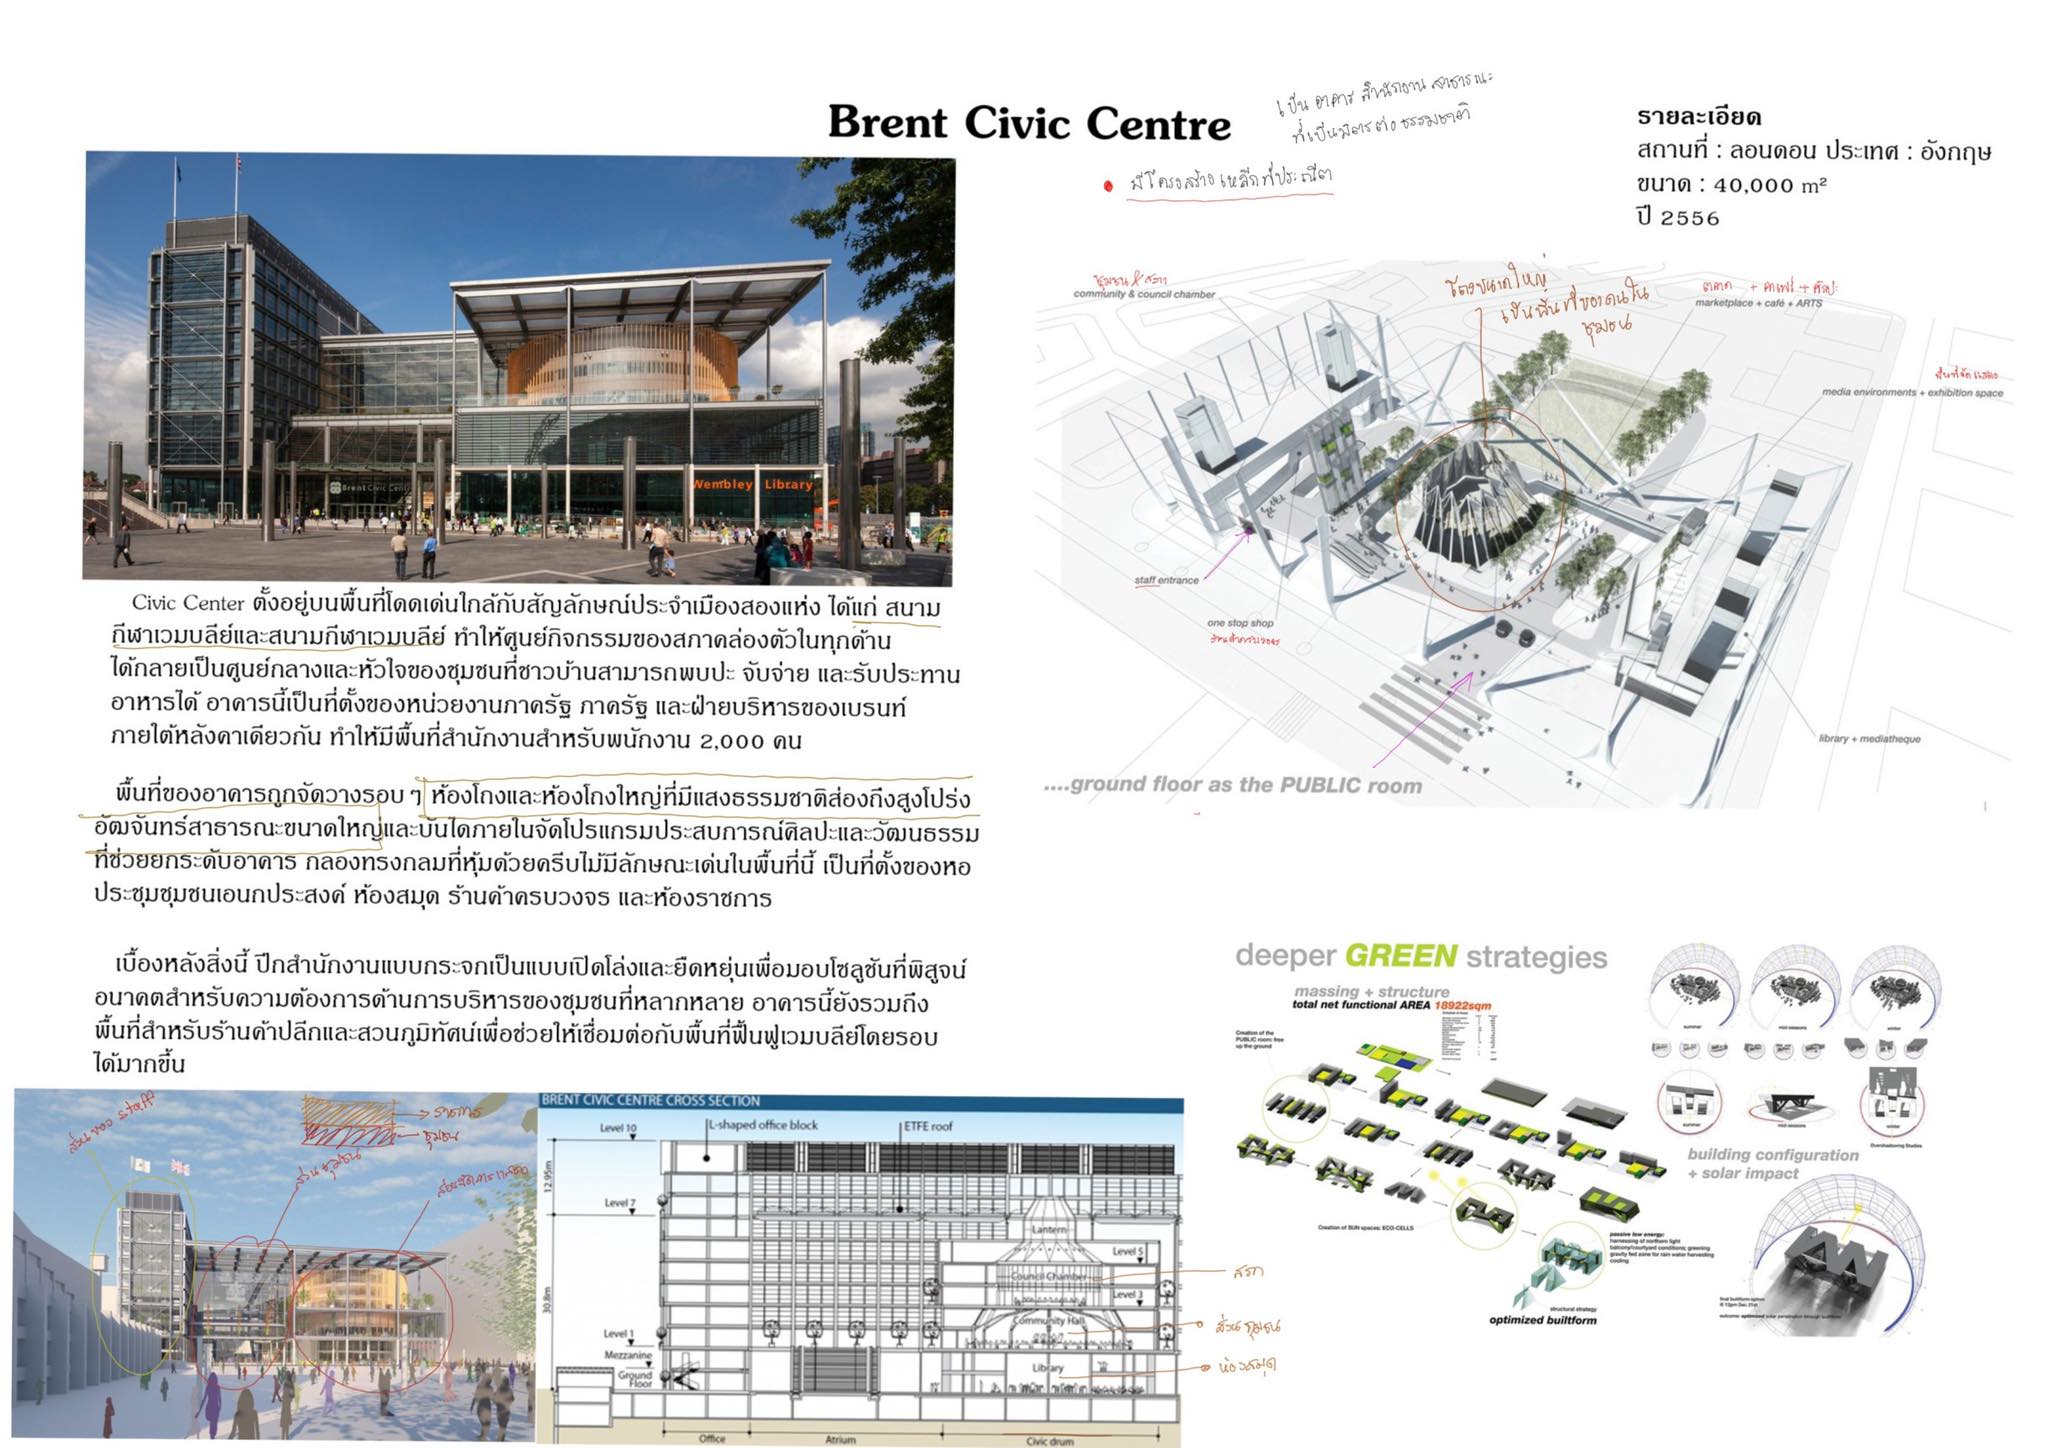 Brent Civic Centre
เป็น อาคาร สำนักงาน สาธารณะ
ที่เป็นมิตรต่อธรรมชาติ
มีโครงสร้าง เหล็กที่ประณีต
รายละเอียด
สถานที่ : ลอนดอน ประเทศ : อังกฤษ
ขนาด : 40,000 m²
ปี 2556
Brent Civic Centre
Wembley Library
Civic Center ตั้งอยู่บนพื้นที่โดดเด่นใกล้กับสัญลักษณ์ประจำเมืองสองแห่ง ได้แก่ สนาม
กีฬาเวมบลีย์และสนามกีฬาเวมบลีย์ ทำให้ศูนย์กิจกรรมของสภาคล่องตัวในทุกด้าน
ได้กลายเป็นศูนย์กลางและหัวใจของชุมชนที่ชาวบ้านสามารถพบปะ จับจ่าย และรับประทาน
อาหารได้ อาคารนี้เป็นที่ตั้งของหน่วยงานภาครัฐ ภาครัฐ และฝ่ายบริหารของเบรนท์
ภายใต้หลังคาเดียวกัน ทำให้มีพื้นที่สำนักงานสำหรับพนักงาน 2,000 คน
พื้นที่ของอาคารถูกจัดวางรอบ ๆ ห้องโถงและห้องโถงใหญ่ที่มีแสงธรรมชาติส่องถึงสูงโปร่ง
อัฒจันทร์สาธารณะขนาดใหญ่และบันไดภายในจัดโปรแกรมประสบการณ์ศิลปะและวัฒนธรรม
ที่ช่วยยกระดับอาคาร กลองทรงกลมที่หุ้มด้วยครีบไม้มีลักษณะเด่นในพื้นที่นี้ เป็นที่ตั้งของหอ
ประชุมชุมชนเอนกประสงค์ ห้องสมุด ร้านค้าครบวงจร และห้องราชการ
เบื้องหลังสิ่งนี้ ปีกสำนักงานแบบกระจกเป็นแบบเปิดโล่งและยืดหยุ่นเพื่อมอบโซลูชันที่พิสูจน์
อนาคตสำหรับความต้องการด้านการบริหารของชุมชนที่หลากหลาย อาคารนี้ยังรวมถึง
พื้นที่สำหรับร้านค้าปลีกและสวนภูมิทัศน์เพื่อช่วยให้เชื่อมต่อกับพื้นที่ฟื้นฟูเวมบลีย์โดยรอบ
ได้มากขึ้น
ชุมชน & สภา
community & council chamber
โถงขนาดใหญ่
เป็นพื้นที่ของคนใน
ชุมชน
ตลาด + คาเฟ่ + ศิลปะ
marketplace + café + ARTS
พื้นที่จัดแสดง
media environments + exhibition space
staff entrance
one stop shop
ร้านค้าครบวงจร
library + mediatheque
....ground floor as the PUBLIC room
ส่วนของ staff
ราชการ
ชุมชน
ส่วนชุมชน
BRENT CIVIC CENTRE CROSS SECTION
Level 10
L-shaped office block
ETFE roof
12.95m
Level 7
Lantern
Level 5
Council Chamber
สภา
30.8m
Level 3
Community Hall
ส่วนชุมชน
Level 1
Mezzanine
Library
ห้องสมุด
Ground
Floor
Office
Atrium
Civic drum
deeper GREEN strategies
massing + structure
total net functional AREA 18922sqm
Creation of the
PUBLIC room: free
up the ground
Creation of SUN spaces: ECO-CELLS
passive low energy:
harnessing of northern light
balcony/courtyard conditions; greening
gravity fed zone for rain water harvesting
cooling
structural strategy
optimized builtform
summer
mid-seasons
winter
summer
mid-seasons
winter
Overshadowing Studies
building configuration
+ solar impact